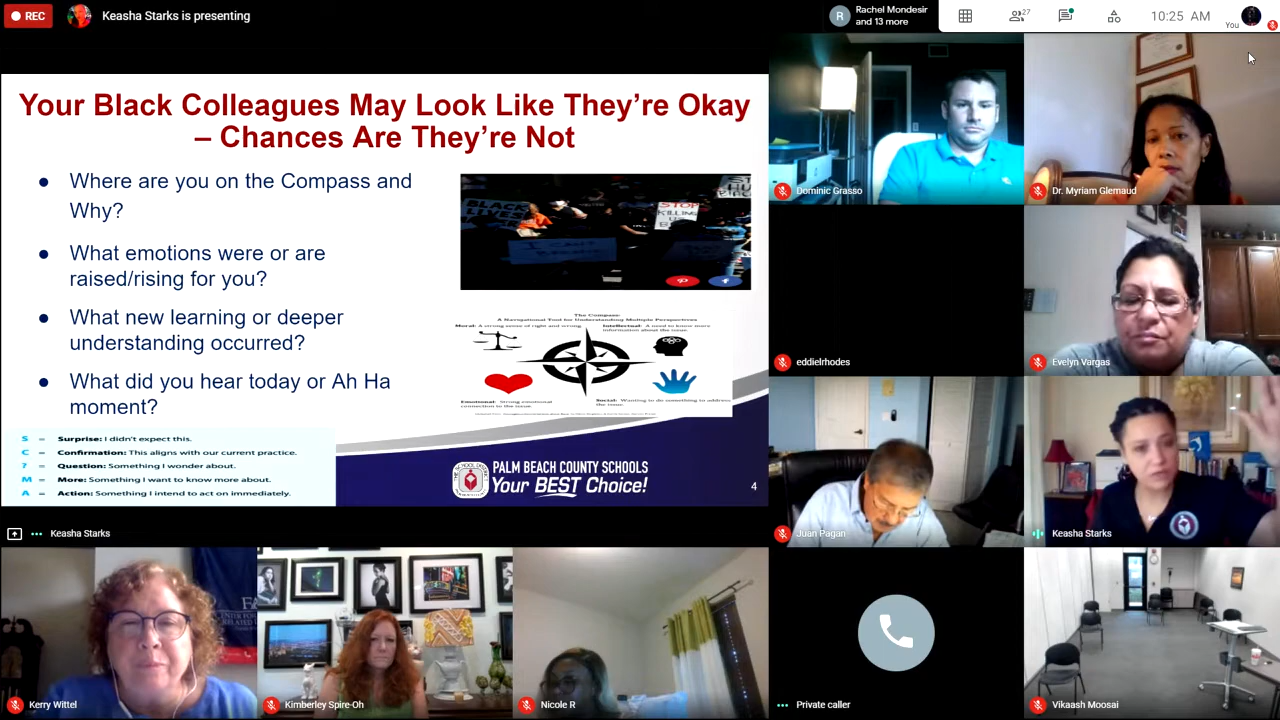 REC
Keasha Starks is presenting
R
Rachel Mondesir
and 13 more
27
10:25 AM
You
Your Black Colleagues May Look Like They're Okay
– Chances Are They're Not
● Where are you on the Compass and
Why?
● What emotions were or are
raised/rising for you?
● What new learning or deeper
understanding occurred?
● What did you hear today or Ah Ha
moment?
BLACK
LIVES
STOP
KILLING
The Compass:
A Navigational Tool for Understanding Multiple Perspectives
Moral: A strong sense of right and wrong
Intellectual: A need to know more
information about the issue
Emotional: Strong emotional
connection to the issue.
Social: Wanting to do something to address
the issue.
S = Surprise: I didn't expect this.
C = Confirmation: This aligns with our current practice.
? = Question: Something I wonder about.
M = More: Something I want to know more about.
A = Action: Something I intend to act on immediately.
PALM BEACH COUNTY SCHOOLS
Your BEST Choice!
4
Keasha Starks
Dominic Grasso
Dr. Myriam Glemaud
eddielrhodes
Evelyn Vargas
Juan Pagan
Keasha Starks
Kerry Wittel
Kimberley Spire-Oh
Nicole R
Private caller
Vikaash Moosai